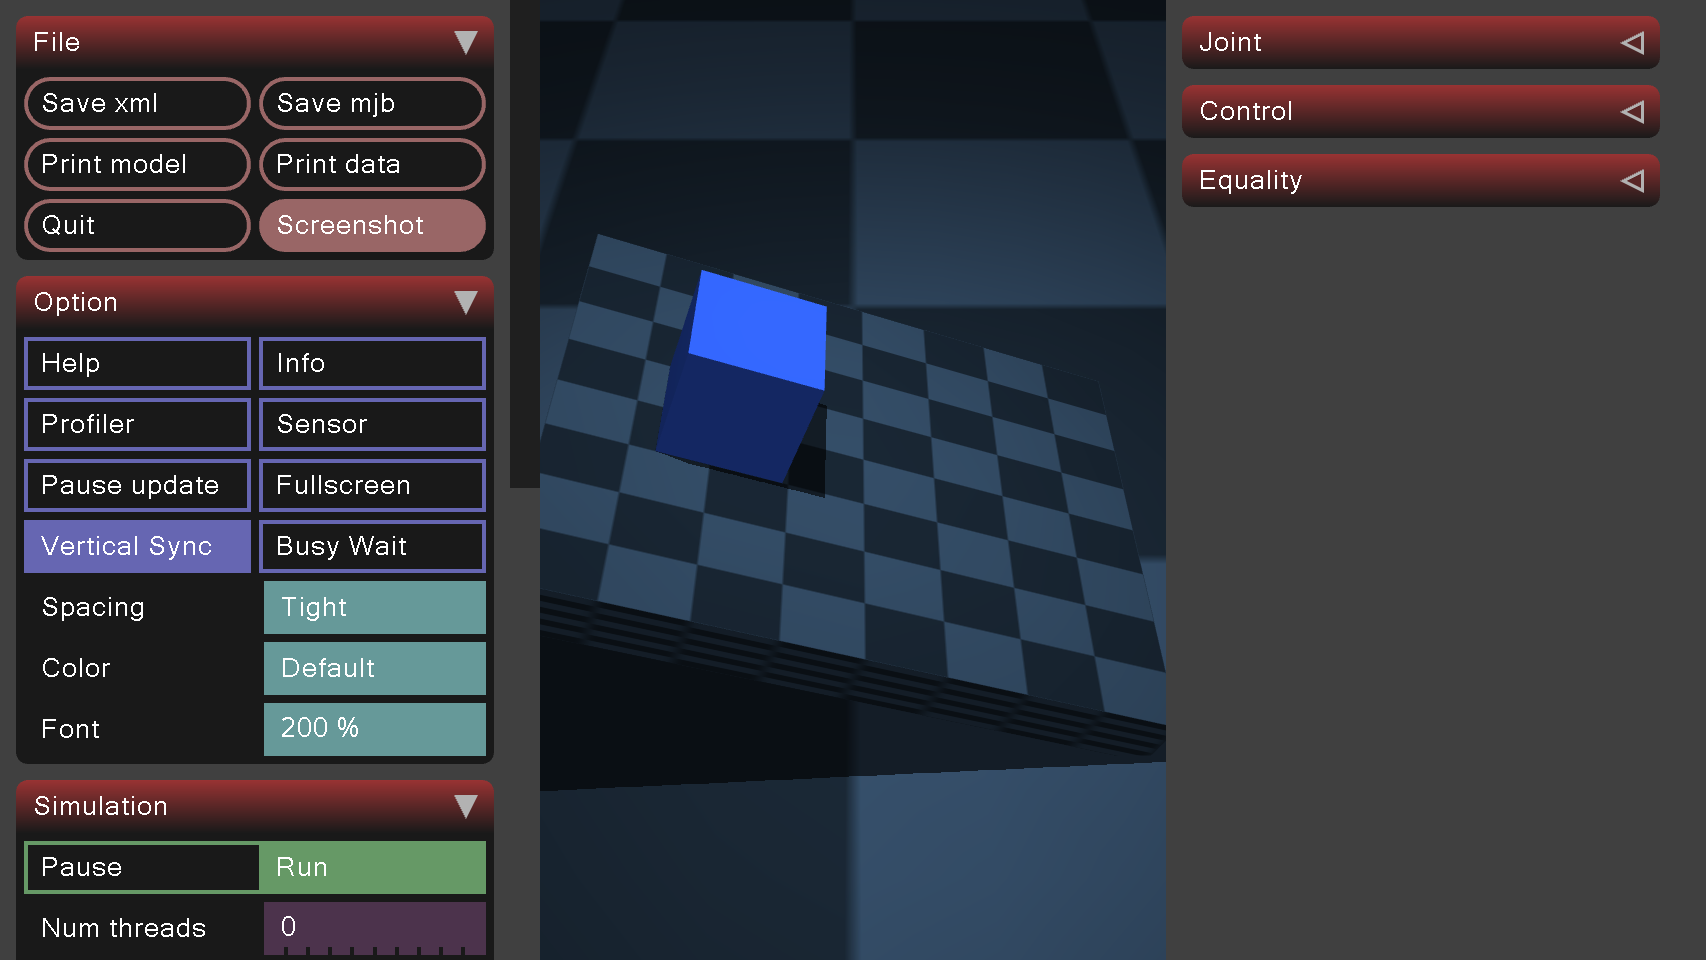 File
Save xml
Save mjb
Print model
Print data
Quit
Screenshot
Option
Help
Info
Profiler
Sensor
Pause update
Fullscreen
Vertical Sync
Busy Wait
Spacing
Tight
Color
Default
Font
200 %
Simulation
Pause
Run
Num threads
0
Joint
Control
Equality